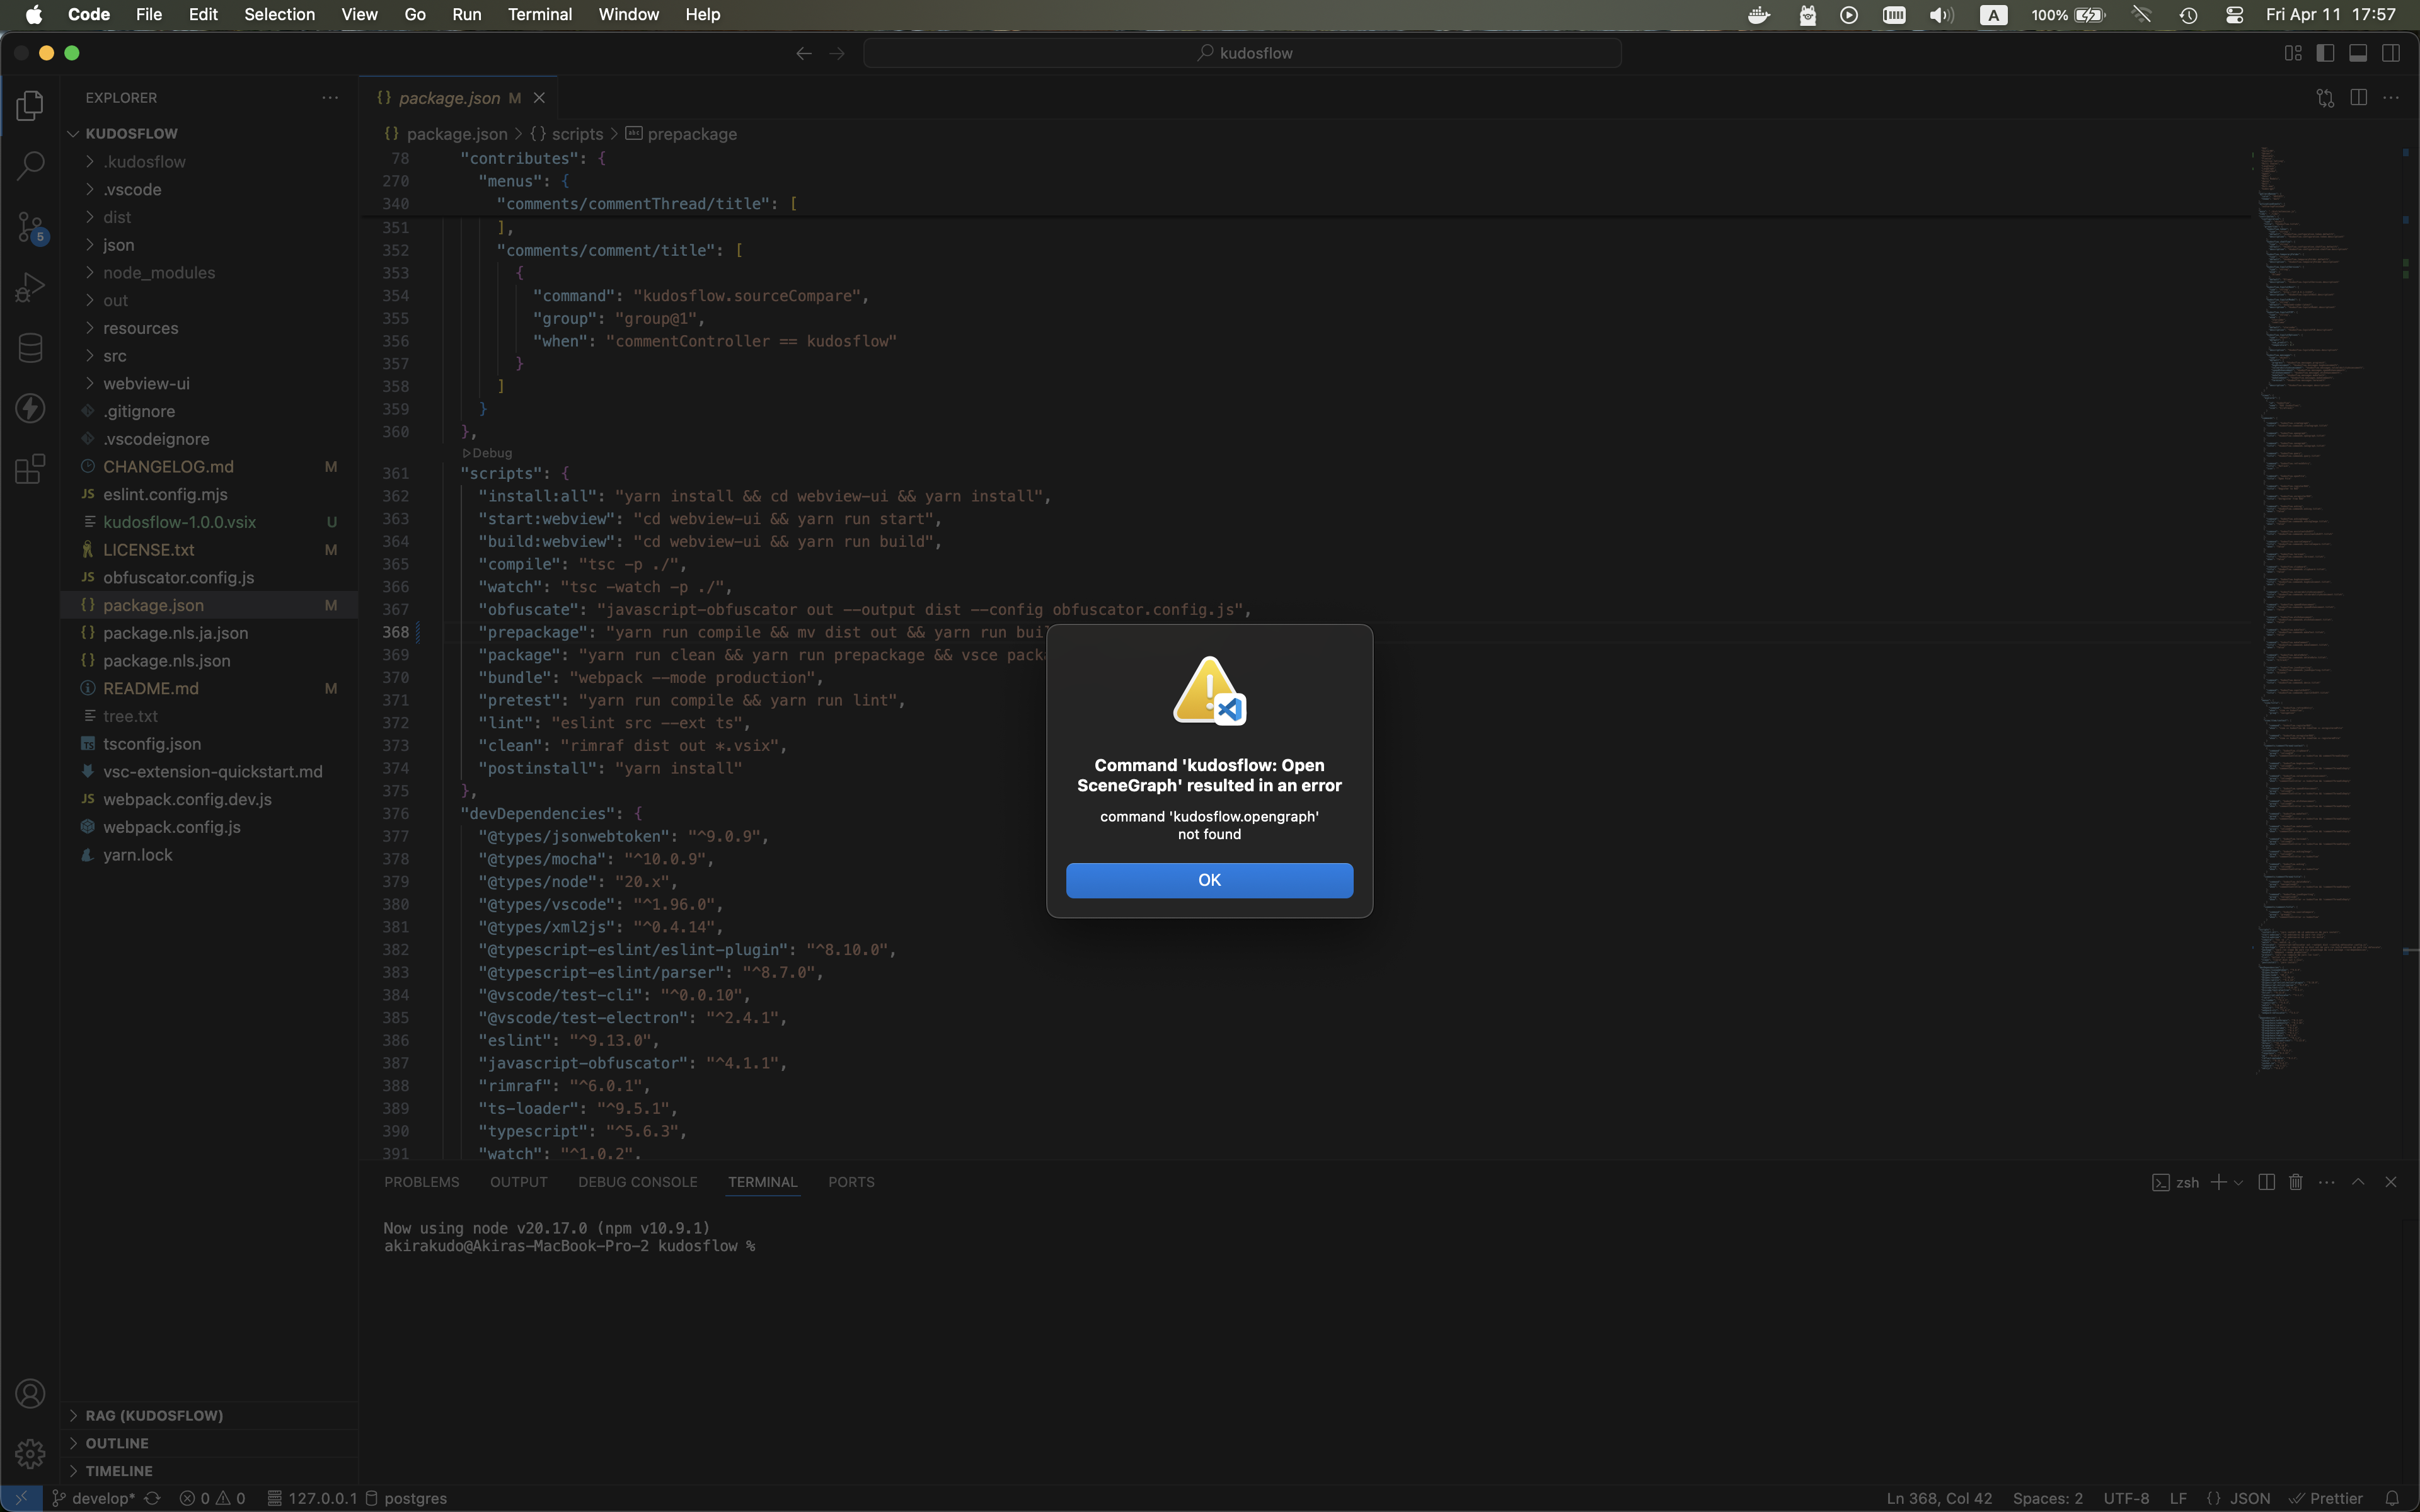 Code File Edit Selection View Go Run Terminal Window Help
A 100% Fri Apr 11 17:57
kudosflow
EXPLORER
KUDOSFLOW
.kudosflow
.vscode
dist
5
json
node_modules
out
resources
src
webview-ui
.gitignore
.vscodeignore
CHANGELOG.md M
JS eslint.config.mjs
kudosflow-1.0.0.vsix U
LICENSE.txt M
JS obfuscator.config.js
{} package.json M
{} package.nls.ja.json
{} package.nls.json
README.md M
tree.txt
TS tsconfig.json
vsc-extension-quickstart.md
JS webpack.config.dev.js
webpack.config.js
yarn.lock
RAG (KUDOSFLOW)
OUTLINE
TIMELINE
{} package.json M
{} package.json > {} scripts > abc prepackage
78 "contributes": {
270 "menus": {
340 "comments/commentThread/title": [
351 ],
352 "comments/comment/title": [
353 {
354 "command": "kudosflow.sourceCompare",
355 "group": "group@1",
356 "when": "commentController == kudosflow"
357 }
358 ]
359 }
360 },
Debug
361 "scripts": {
362 "install:all": "yarn install && cd webview-ui && yarn install",
363 "start:webview": "cd webview-ui && yarn run start",
364 "build:webview": "cd webview-ui && yarn run build",
365 "compile": "tsc -p ./",
366 "watch": "tsc -watch -p ./",
367 "obfuscate": "javascript-obfuscator out --output dist --config obfuscator.config.js",
368 "prepackage": "yarn run compile && mv dist out && yarn run bui
369 "package": "yarn run clean && yarn run prepackage && vsce pack
370 "bundle": "webpack --mode production",
371 "pretest": "yarn run compile && yarn run lint",
372 "lint": "eslint src --ext ts",
373 "clean": "rimraf dist out *.vsix",
374 "postinstall": "yarn install"
375 },
376 "devDependencies": {
377 "@types/jsonwebtoken": "^9.0.9",
378 "@types/mocha": "^10.0.9",
379 "@types/node": "20.x",
380 "@types/vscode": "^1.96.0",
381 "@types/xml2js": "^0.4.14",
382 "@typescript-eslint/eslint-plugin": "^8.10.0",
383 "@typescript-eslint/parser": "^8.7.0",
384 "@vscode/test-cli": "^0.0.10",
385 "@vscode/test-electron": "^2.4.1",
386 "eslint": "^9.13.0",
387 "javascript-obfuscator": "^4.1.1",
388 "rimraf": "^6.0.1",
389 "ts-loader": "^9.5.1",
390 "typescript": "^5.6.3",
391 "watch": "^1.0.2".
Command 'kudosflow: Open
SceneGraph' resulted in an error
command 'kudosflow.opengraph'
not found
OK
PROBLEMS OUTPUT DEBUG CONSOLE TERMINAL PORTS
zsh
Now using node v20.17.0 (npm v10.9.1)
akirakudo@Akiras-MacBook-Pro-2 kudosflow %
develop* 0 0 127.0.0.1 postgres
Ln 368, Col 42 Spaces: 2 UTF-8 LF {} JSON Prettier